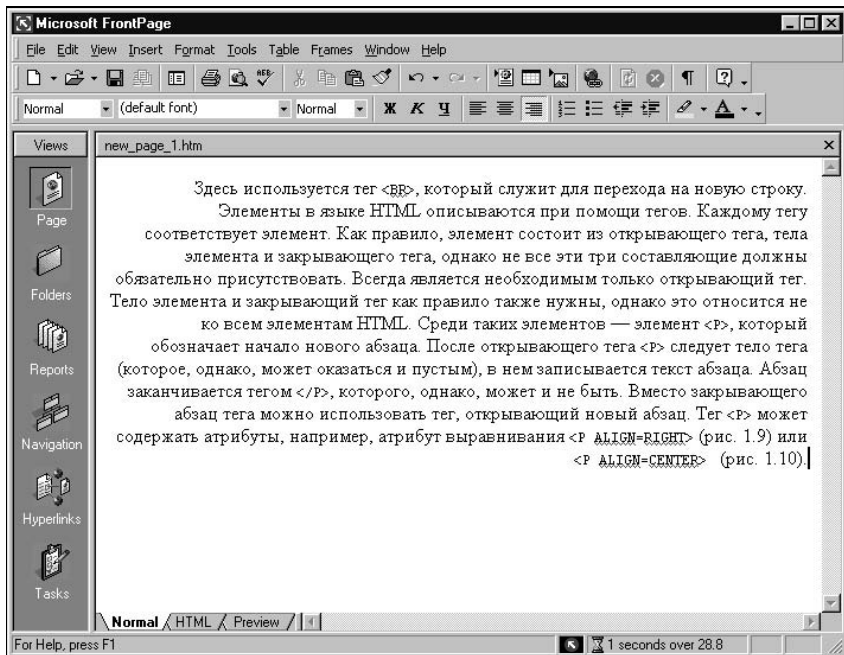 Microsoft FrontPage
File Edit View Insert Format Tools Table Frames Window Help
Normal (default font) Normal Ж К Ч А
Views new_page_1.htm
Page
Folders
Reports
Navigation
Hyperlinks
Tasks
Здесь используется тег <BR>, который служит для перехода на новую строку.
Элементы в языке HTML описываются при помощи тегов. Каждому тегу
соответствует элемент. Как правило, элемент состоит из открывающего тега, тела
элемента и закрывающего тега, однако не все эти три составляющие должны
обязательно присутствовать. Всегда является необходимым только открывающий тег.
Тело элемента и закрывающий тег как правило также нужны, однако это относится не
ко всем элементам HTML. Среди таких элементов — элемент <P>, который
обозначает начало нового абзаца. После открывающего тега <P> следует тело тега
(которое, однако, может оказаться и пустым), в нем записывается текст абзаца. Абзац
заканчивается тегом </P>, которого, однако, может и не быть. Вместо закрывающего
абзац тега можно использовать тег, открывающий новый абзац. Тег <P> может
содержать атрибуты, например, атрибут выравнивания <P ALIGN=RIGHT> (рис. 1.9) или
<P ALIGN=CENTER> (рис. 1.10).
Normal HTML Preview
For Help, press F1 1 seconds over 28.8